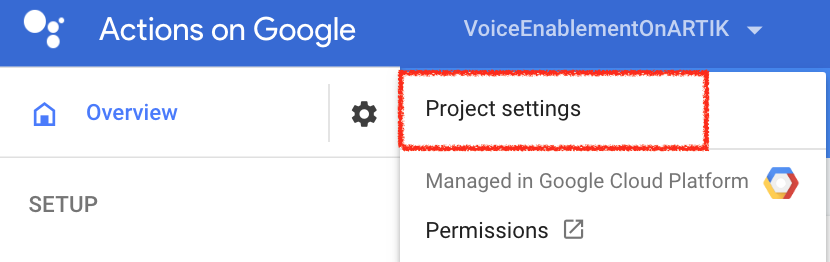 Actions on Google
VoiceEnablementOnARTIK
Overview
Project settings
SETUP
Managed in Google Cloud Platform
Permissions